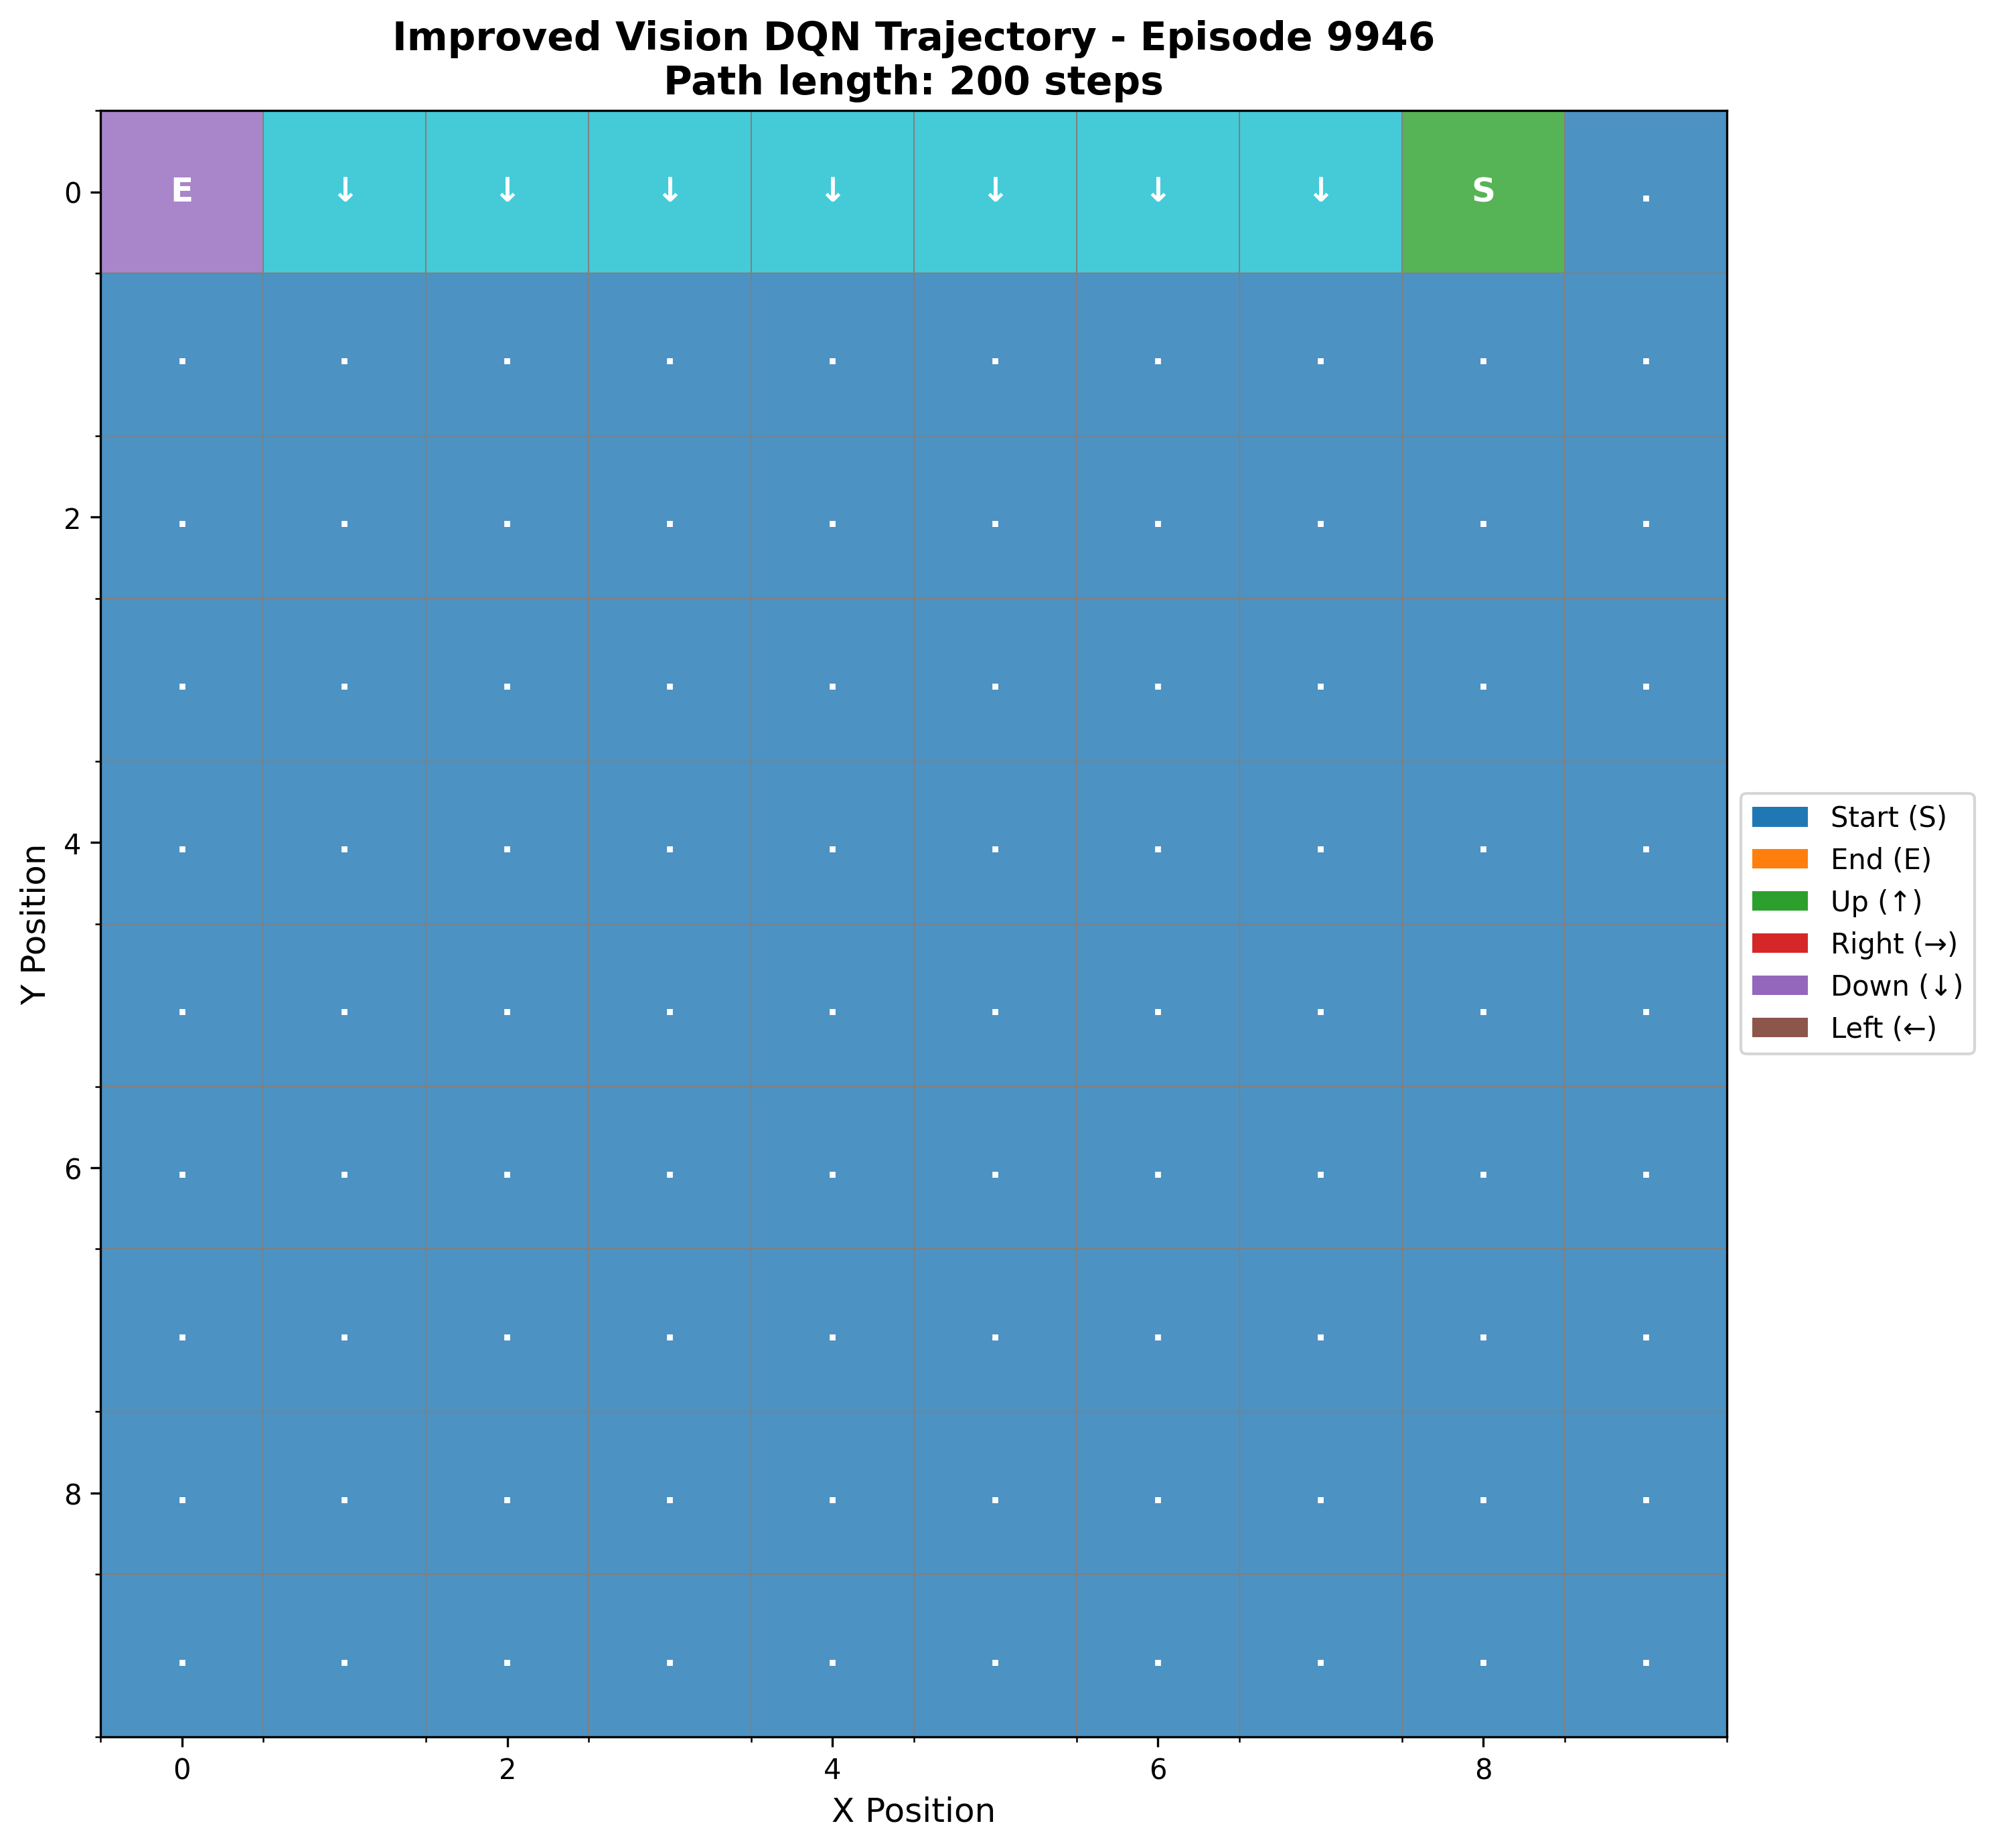 Improved Vision DQN Trajectory - Episode 9946
Path length: 200 steps
0
E ↓ ↓ ↓ ↓ ↓ ↓ ↓ S .
. . . . . . . . . .
2
. . . . . . . . . .
. . . . . . . . . .
4
. . . . . . . . . .
. . . . . . . . . .
6
. . . . . . . . . .
. . . . . . . . . .
8
. . . . . . . . . .
. . . . . . . . . .
Y Position
0 2 4 6 8
X Position
Start (S)
End (E)
Up (↑)
Right (→)
Down (↓)
Left (←)